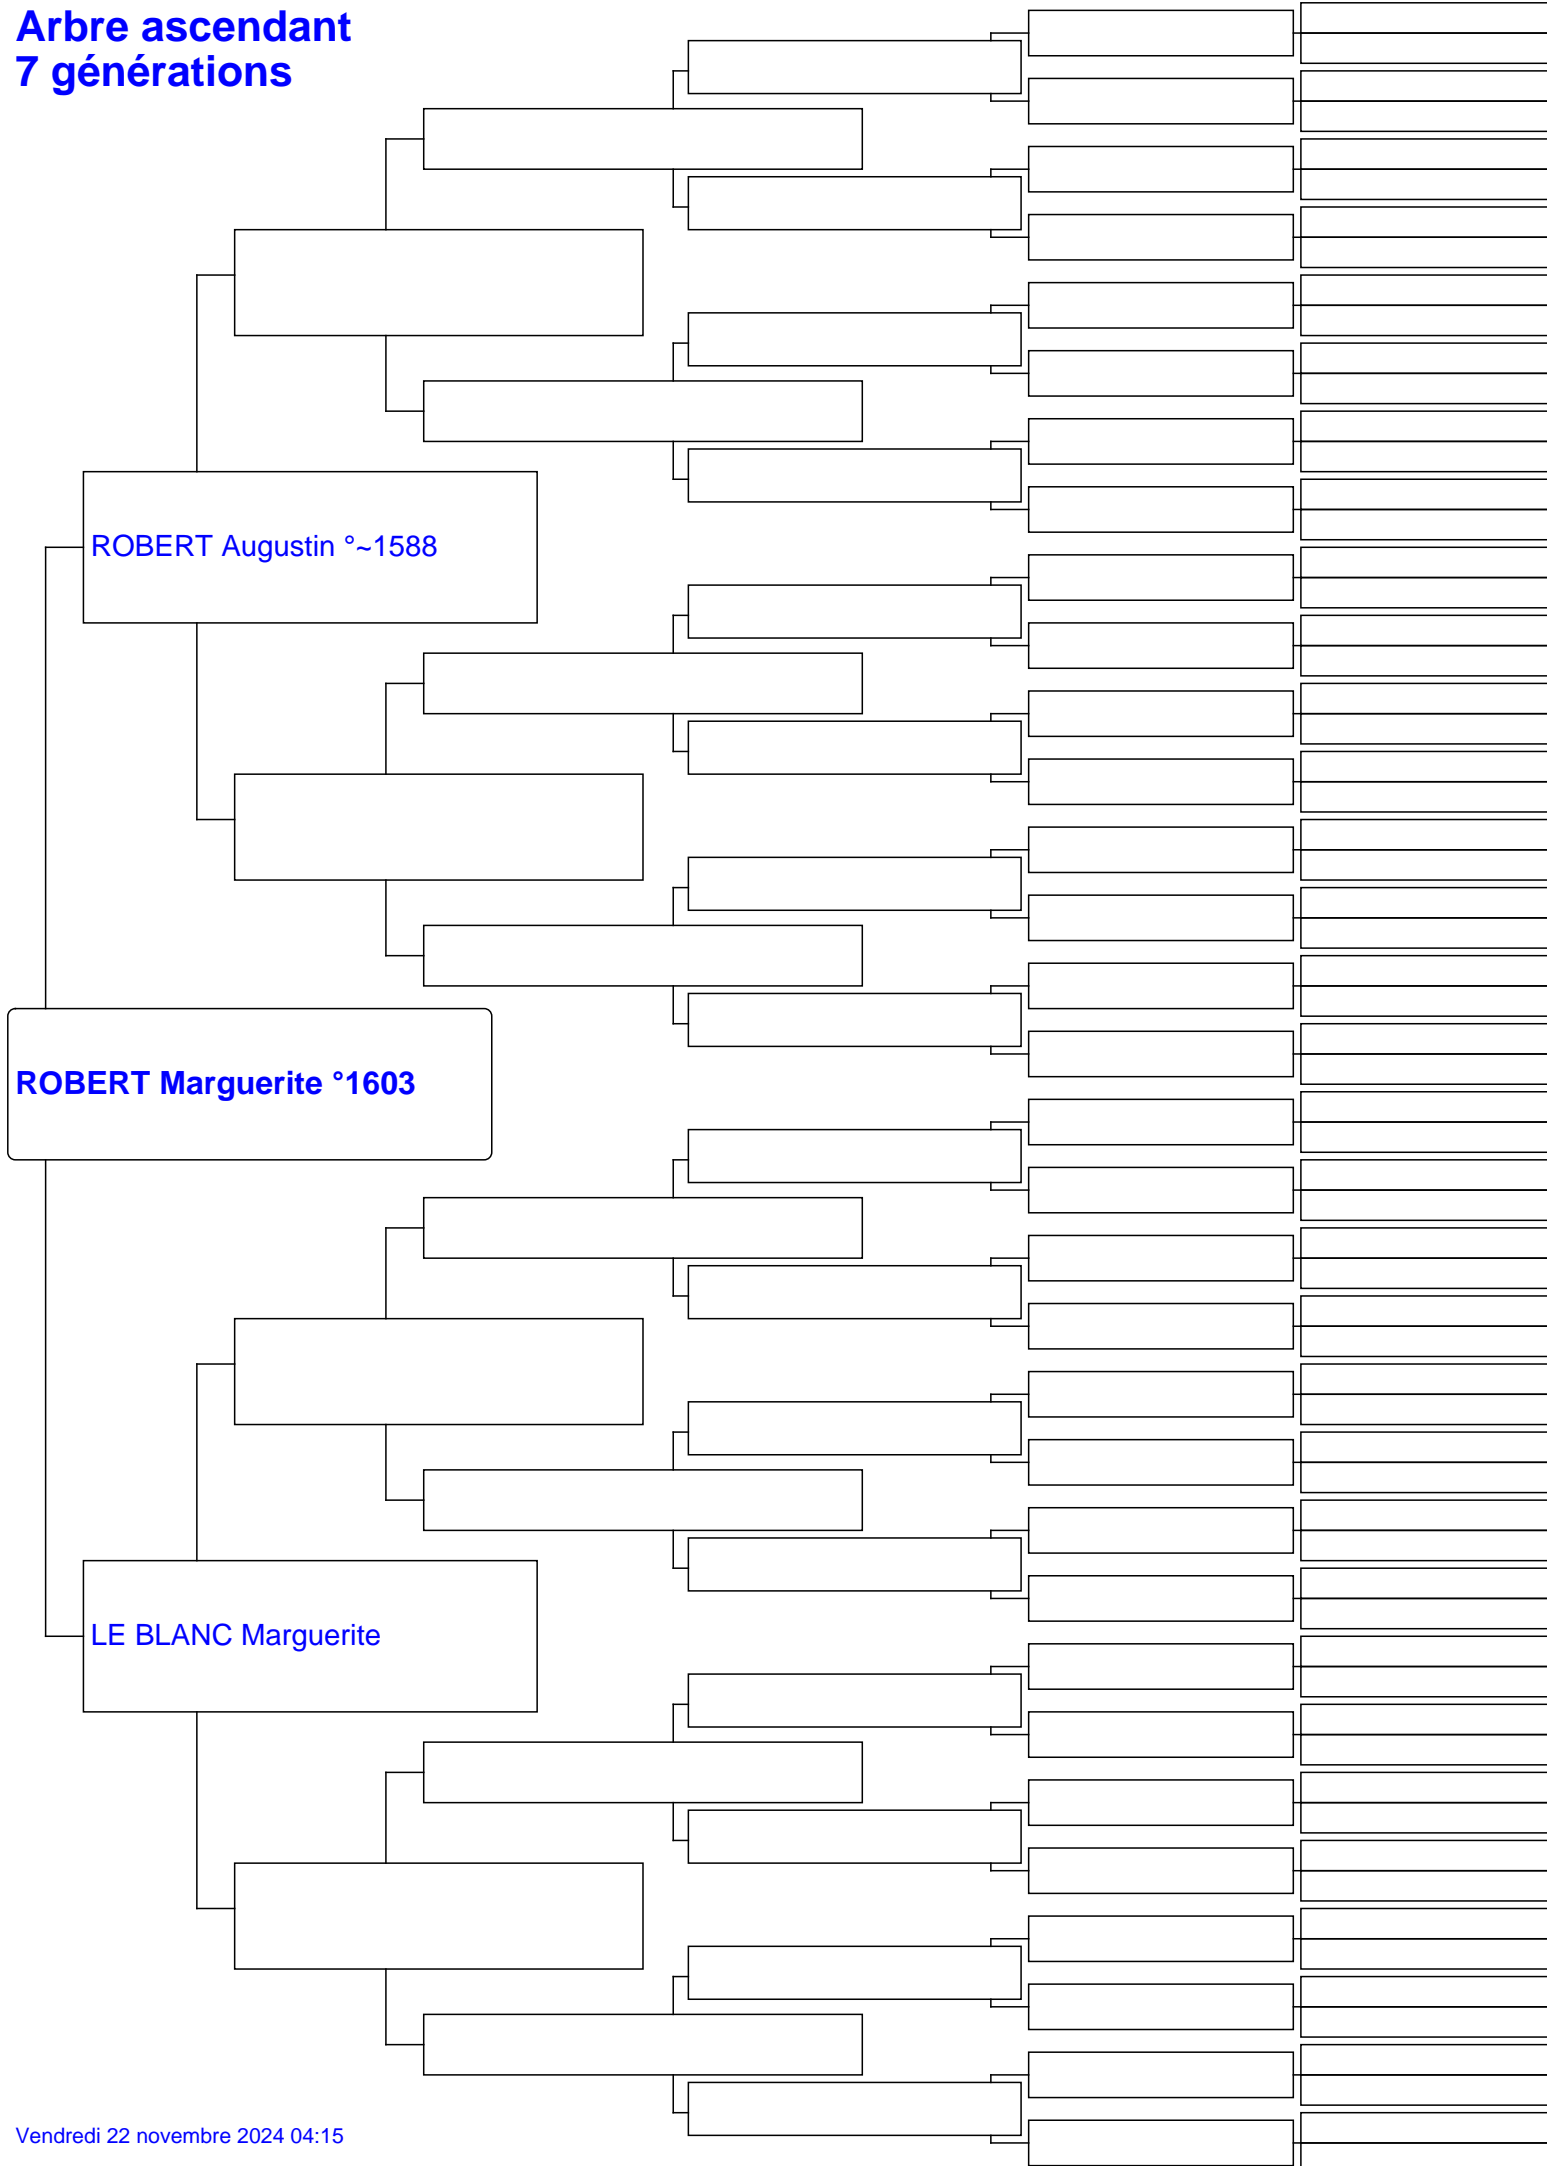 Arbre ascendant
7 générations
ROBERT Augustin °~1588
ROBERT Marguerite °1603
LE BLANC Marguerite
Vendredi 22 novembre 2024 04:15